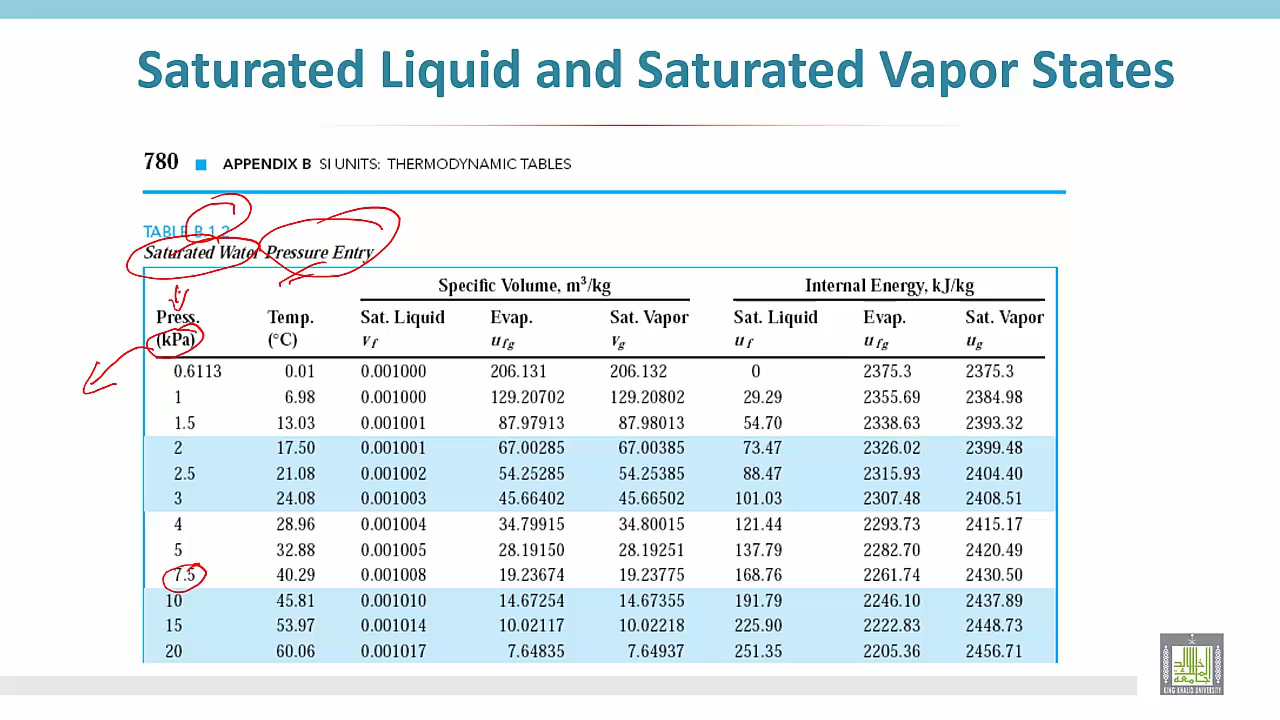 Saturated Liquid and Saturated Vapor States
780 ■ APPENDIX B SI UNITS: THERMODYNAMIC TABLES
TABLE B.1.2
Saturated Water Pressure Entry
Specific Volume, m³/kg Internal Energy, kJ/kg
Press. Temp. Sat. Liquid Evap. Sat. Vapor Sat. Liquid Evap. Sat. Vapor
(kPa) (°C) vf ufg vg uf ufg ug
0.6113 0.01 0.001000 206.131 206.132 0 2375.3 2375.3
1 6.98 0.001000 129.20702 129.20802 29.29 2355.69 2384.98
1.5 13.03 0.001001 87.97913 87.98013 54.70 2338.63 2393.32
2 17.50 0.001001 67.00285 67.00385 73.47 2326.02 2399.48
2.5 21.08 0.001002 54.25285 54.25385 88.47 2315.93 2404.40
3 24.08 0.001003 45.66402 45.66502 101.03 2307.48 2408.51
4 28.96 0.001004 34.79915 34.80015 121.44 2293.73 2415.17
5 32.88 0.001005 28.19150 28.19251 137.79 2282.70 2420.49
7.5 40.29 0.001008 19.23674 19.23775 168.76 2261.74 2430.50
10 45.81 0.001010 14.67254 14.67355 191.79 2246.10 2437.89
15 53.97 0.001014 10.02117 10.02218 225.90 2222.83 2448.73
20 60.06 0.001017 7.64835 7.64937 251.35 2205.36 2456.71
KING KHALID UNIVERSITY